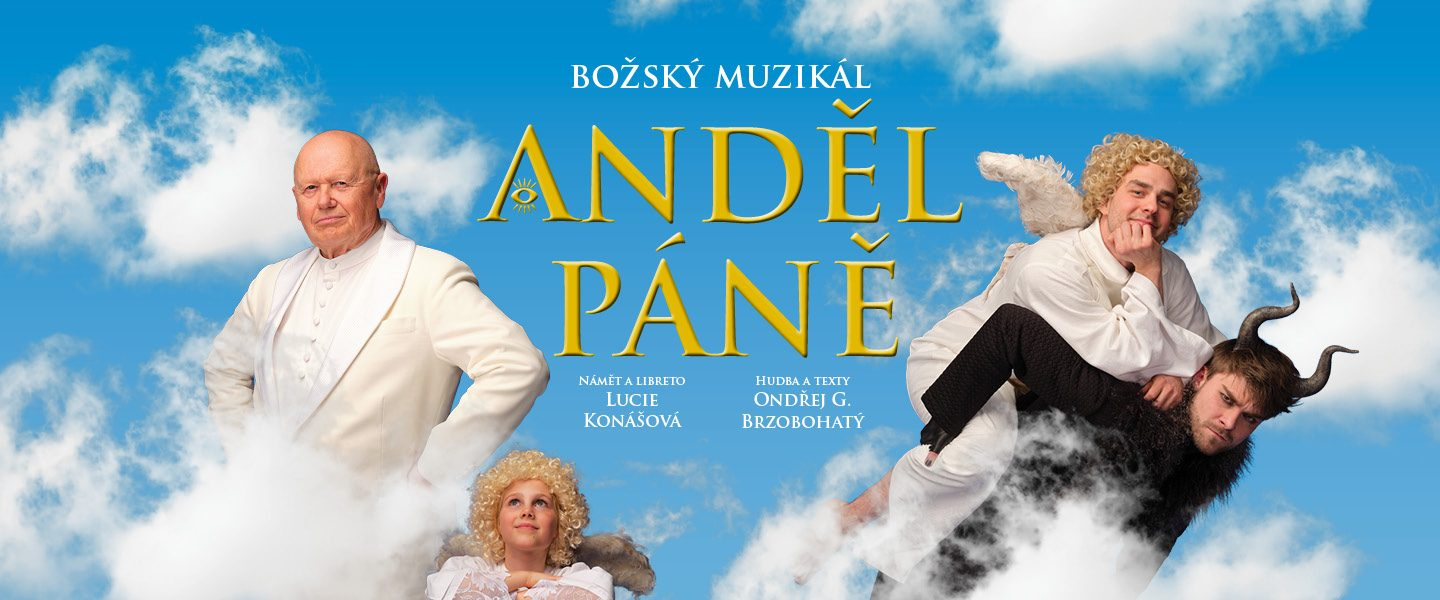 BOŽSKÝ MUZIKÁL
ANDĚL
PÁNĚ
NÁMĚT A LIBRETO
LUCIE
KONÁŠOVÁ
HUDBA A TEXTY
ONDŘEJ G.
BRZOBOHATÝ